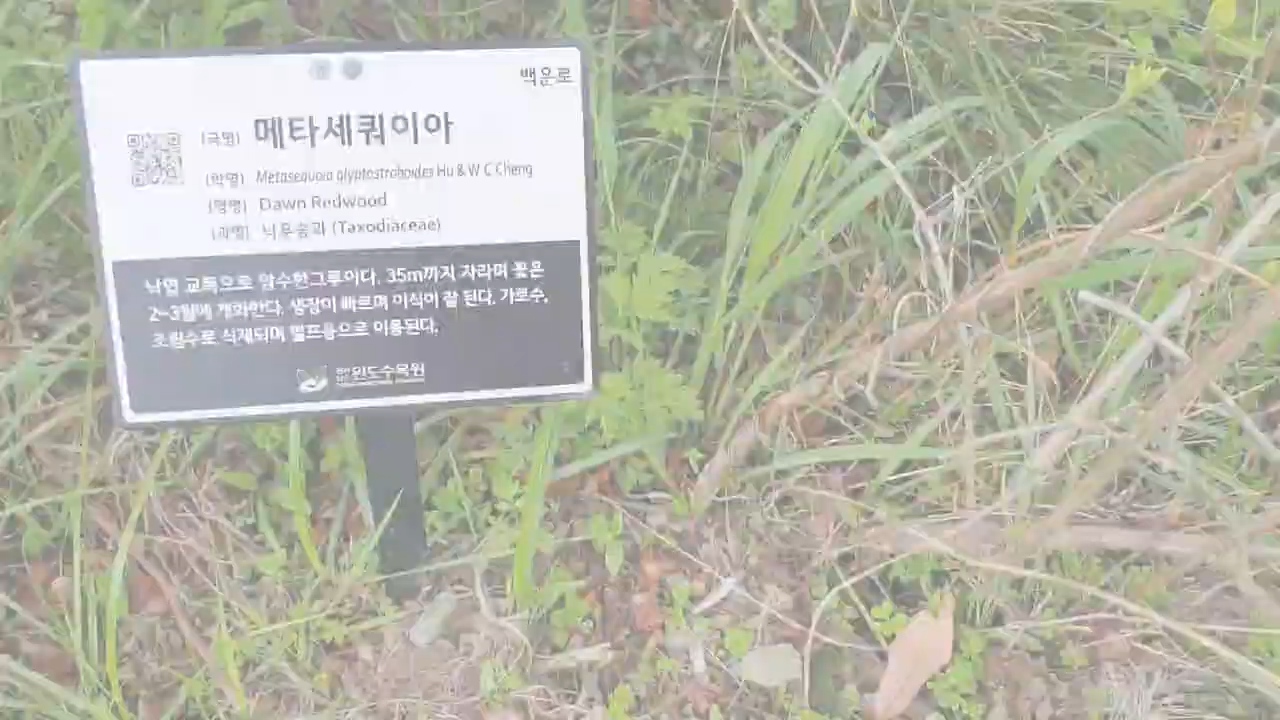 백운로
(국명) 메타세쿼이아
(학명) Metasequoia glyptostroboides Hu & W C Cheng
(영명) Dawn Redwood
(과명) 낙우송과 (Taxodiaceae)
낙엽 교목으로 암수한그루이다. 35m까지 자라며 꽃은
2~3월에 개화한다. 생장이 빠르며 이식이 잘 된다. 가로수,
조림수로 식재되며 펄프등으로 이용된다.
완도수목원